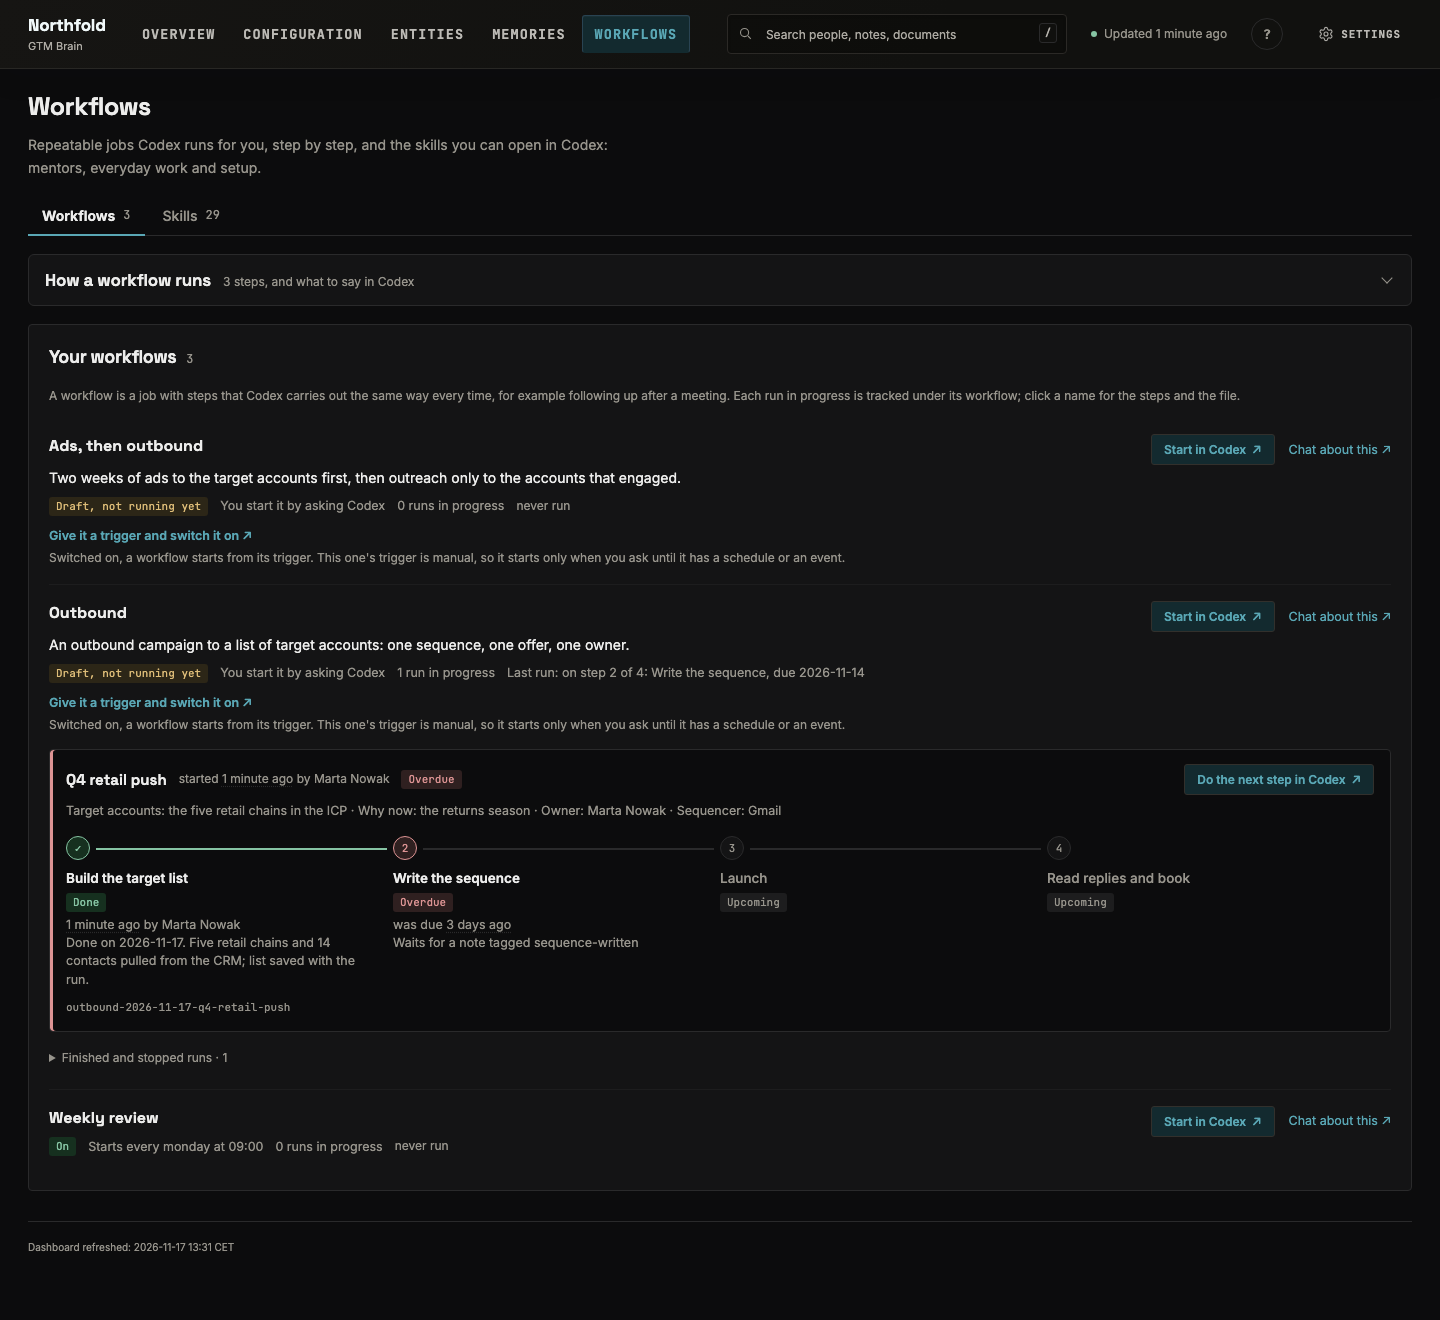 Northfold
GTM Brain
OVERVIEW
CONFIGURATION
ENTITIES
MEMORIES
WORKFLOWS
Search people, notes, documents
/
Updated 1 minute ago
?
SETTINGS
Workflows
Repeatable jobs Codex runs for you, step by step, and the skills you can open in Codex:
mentors, everyday work and setup.
Workflows 3
Skills 29
How a workflow runs 3 steps, and what to say in Codex
Your workflows 3
A workflow is a job with steps that Codex carries out the same way every time, for example following up after a meeting. Each run in progress is tracked under its workflow; click a name for the steps and the file.
Ads, then outbound
Start in Codex ↗
Chat about this ↗
Two weeks of ads to the target accounts first, then outreach only to the accounts that engaged.
Draft, not running yet You start it by asking Codex 0 runs in progress never run
Give it a trigger and switch it on ↗
Switched on, a workflow starts from its trigger. This one's trigger is manual, so it starts only when you ask until it has a schedule or an event.
Outbound
Start in Codex ↗
Chat about this ↗
An outbound campaign to a list of target accounts: one sequence, one offer, one owner.
Draft, not running yet You start it by asking Codex 1 run in progress Last run: on step 2 of 4: Write the sequence, due 2026-11-14
Give it a trigger and switch it on ↗
Switched on, a workflow starts from its trigger. This one's trigger is manual, so it starts only when you ask until it has a schedule or an event.
Q4 retail push started 1 minute ago by Marta Nowak Overdue
Do the next step in Codex ↗
Target accounts: the five retail chains in the ICP · Why now: the returns season · Owner: Marta Nowak · Sequencer: Gmail
✓
Build the target list
Done
1 minute ago by Marta Nowak
Done on 2026-11-17. Five retail chains and 14
contacts pulled from the CRM; list saved with the
run.
2
Write the sequence
Overdue
was due 3 days ago
Waits for a note tagged sequence-written
3
Launch
Upcoming
4
Read replies and book
Upcoming
outbound-2026-11-17-q4-retail-push
▶ Finished and stopped runs · 1
Weekly review
Start in Codex ↗
Chat about this ↗
On Starts every monday at 09:00 0 runs in progress never run
Dashboard refreshed: 2026-11-17 13:31 CET